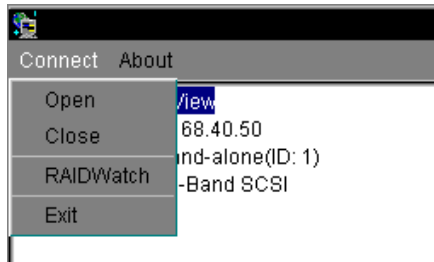 Connect About
Open
View
Close
68.40.50
nd-alone(ID: 1)
RAIDWatch
-Band SCSI
Exit